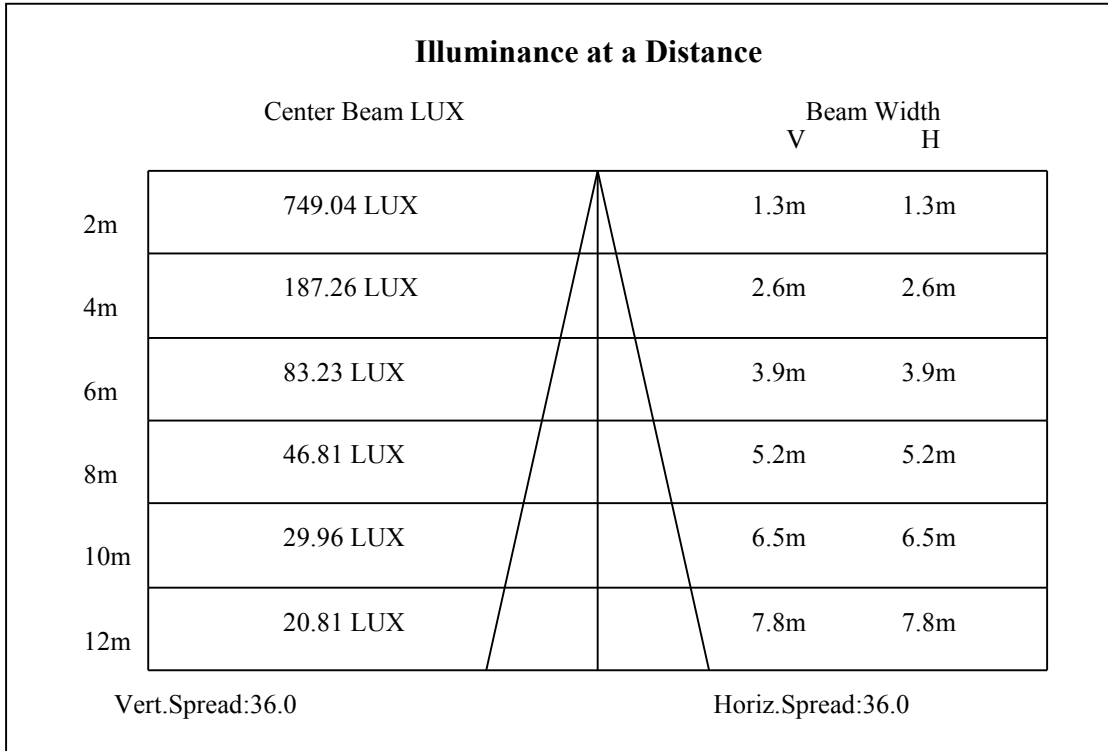 Illuminance at a Distance
Center Beam LUX Beam Width
V H
2m 749.04 LUX 1.3m 1.3m
4m 187.26 LUX 2.6m 2.6m
6m 83.23 LUX 3.9m 3.9m
8m 46.81 LUX 5.2m 5.2m
10m 29.96 LUX 6.5m 6.5m
12m 20.81 LUX 7.8m 7.8m
Vert.Spread:36.0 Horiz.Spread:36.0